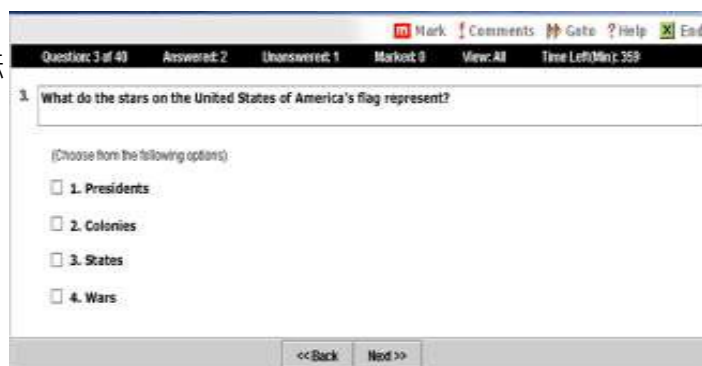 m Mark ! Comments Goto ? Help X End
Question: 3 of 40 Answered: 2 Unanswered: 1 Marked: 0 View: All Time Left(Min): 359
3. What do the stars on the United States of America's flag represent?
(Choose from the following options)
1. Presidents
2. Colonies
3. States
4. Wars
<< Back Next >>